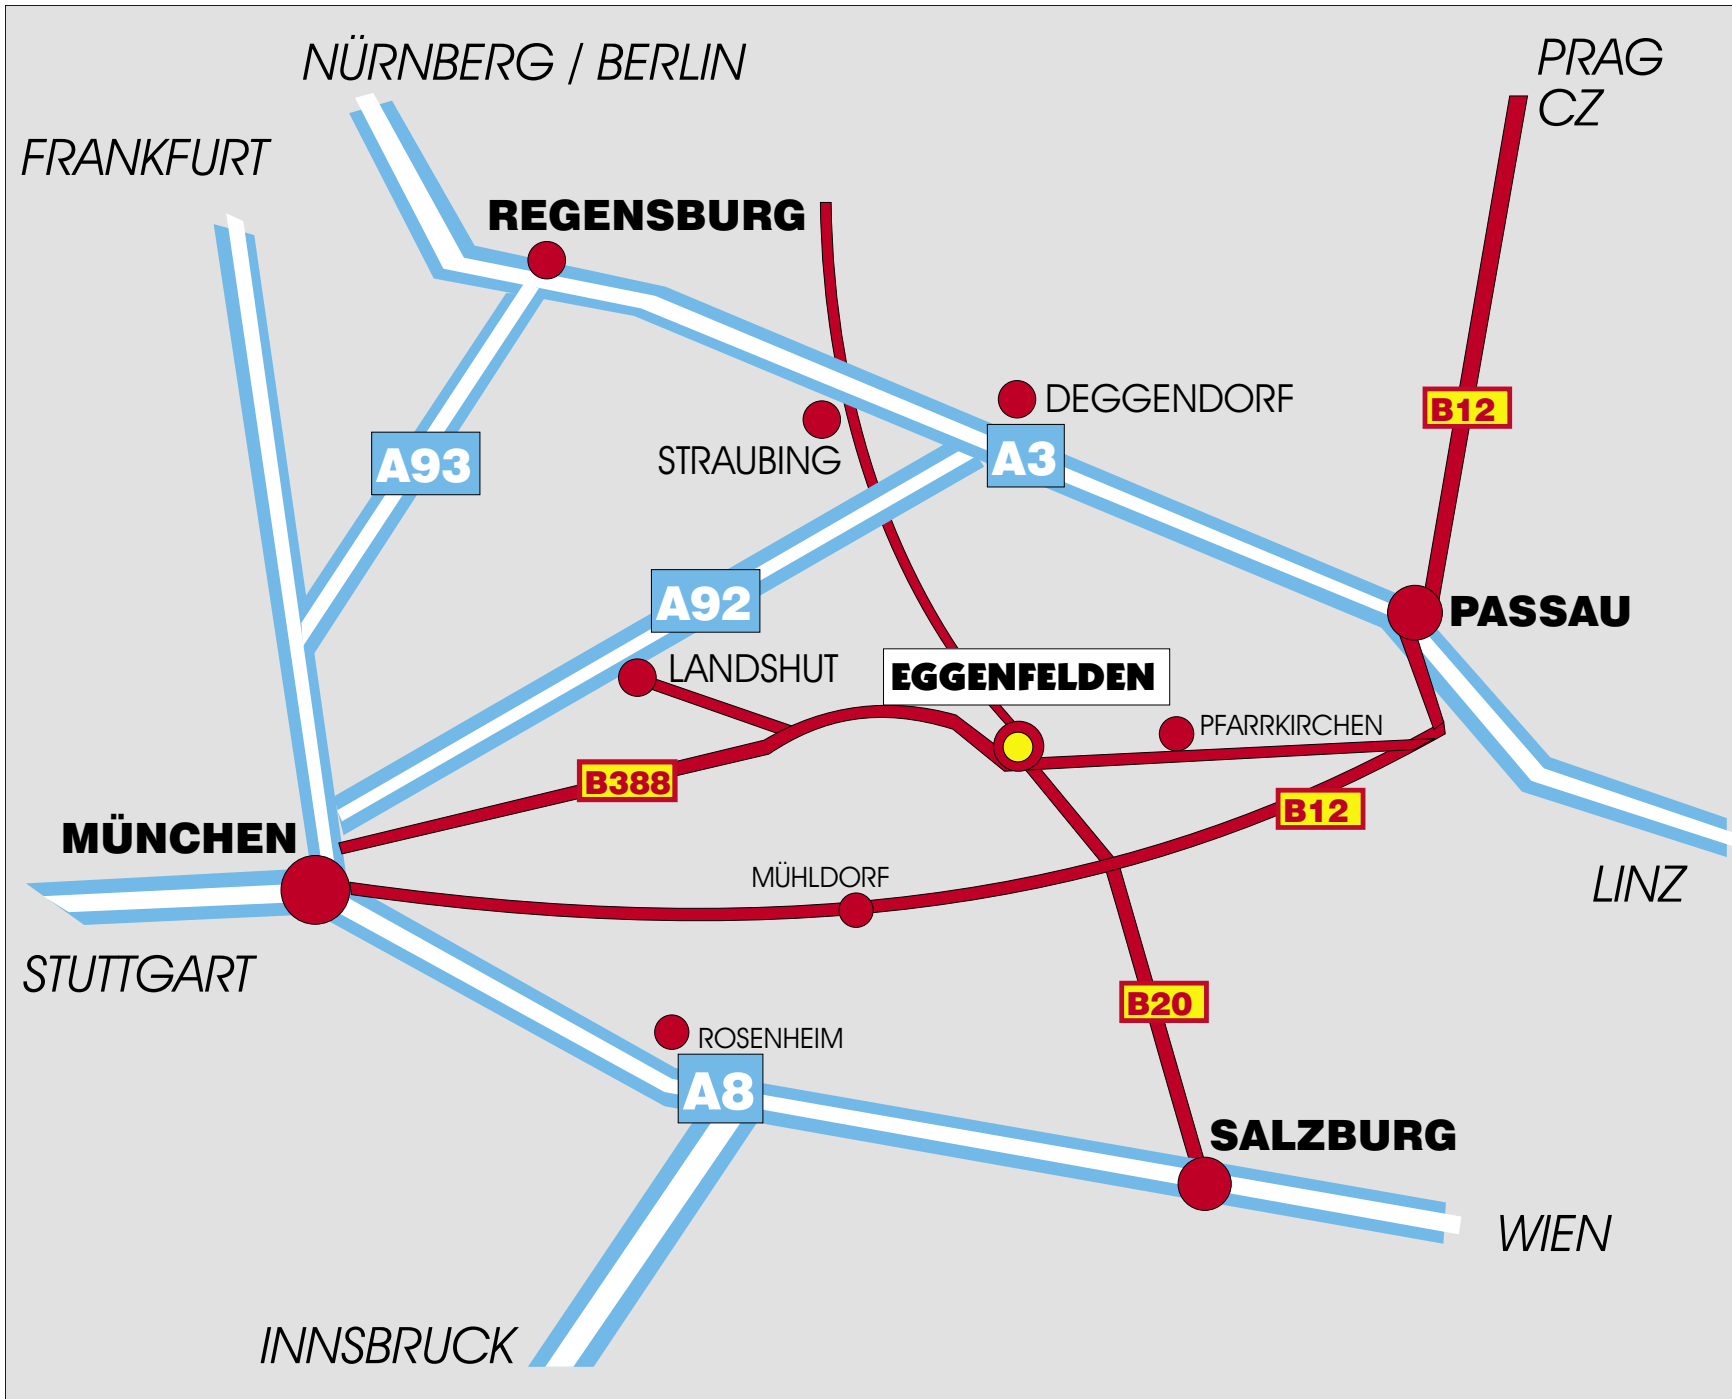 NÜRNBERG / BERLIN
PRAG
CZ
FRANKFURT
REGENSBURG
DEGGENDORF
B12
STRAUBING
A3
A93
A92
PASSAU
LANDSHUT
EGGENFELDEN
PFARRKIRCHEN
B388
B12
MÜNCHEN
MÜHLDORF
LINZ
STUTTGART
B20
ROSENHEIM
A8
SALZBURG
WIEN
INNSBRUCK